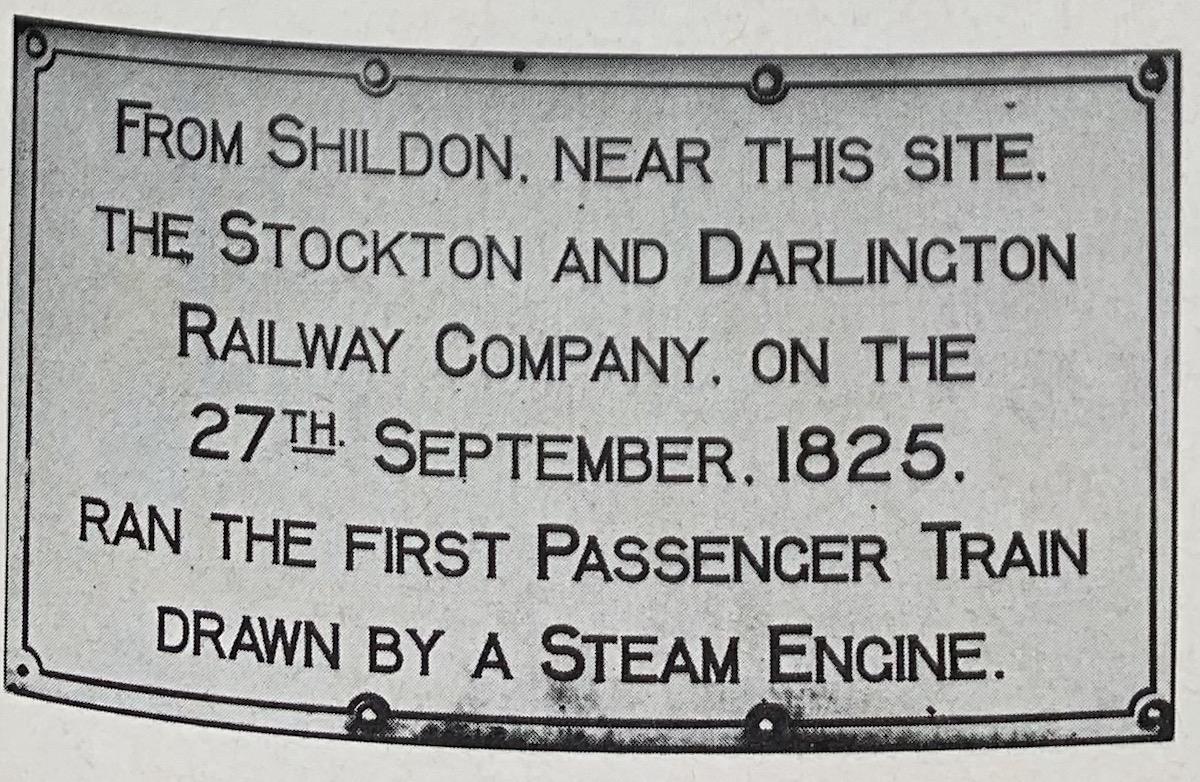 FROM SHILDON, NEAR THIS SITE,
THE STOCKTON AND DARLINGTON
RAILWAY COMPANY, ON THE
27TH. SEPTEMBER, 1825,
RAN THE FIRST PASSENGER TRAIN
DRAWN BY A STEAM ENGINE.